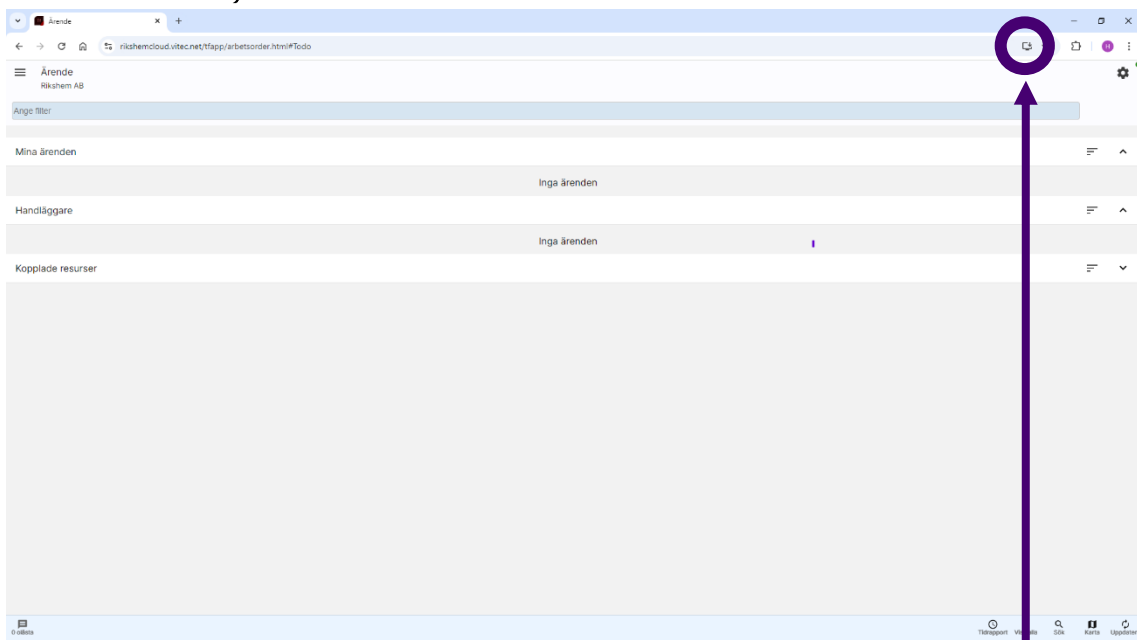 Ärende
rikshemcloud.vitec.net/tfapp/arbetsorder.html#Todo
H
Ärende
Rikshem AB
Ange filter
Mina ärenden
Inga ärenden
Handläggare
Inga ärenden
Kopplade resurser
0 olästa
Tidrapport
Sök
Karta
Uppdatera